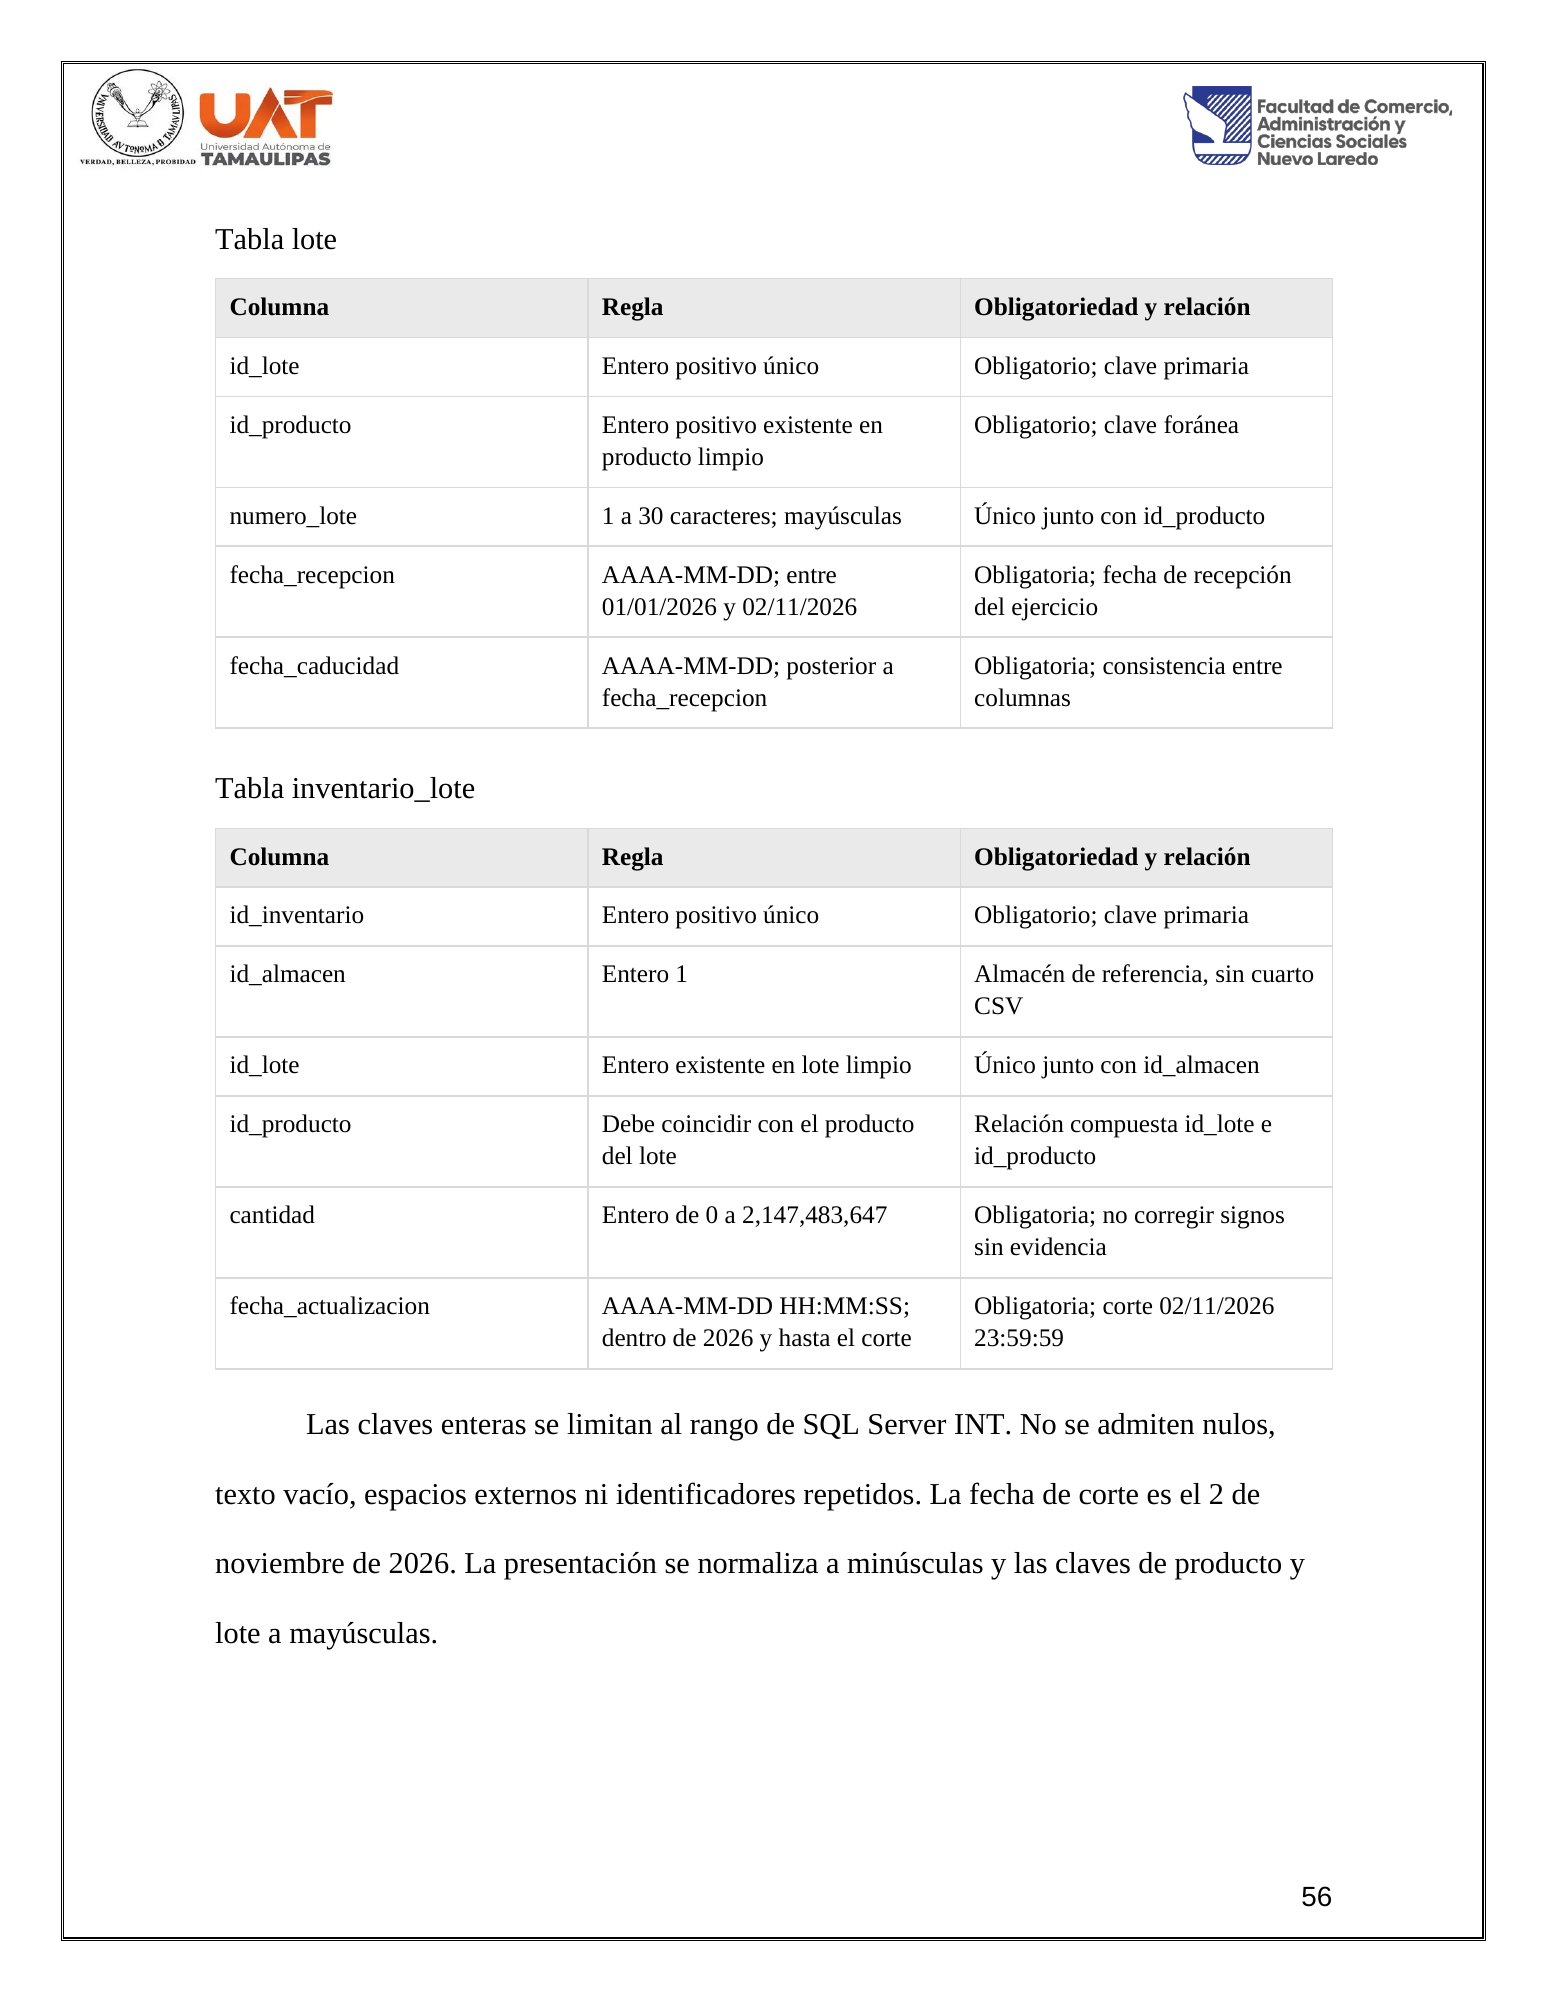 UNIVERSIDAD AVTONOMA D TAMAVLIPAS
VERDAD, BELLEZA, PROBIDAD
UAT
Universidad Autónoma de
TAMAULIPAS
Facultad de Comercio,
Administración y
Ciencias Sociales
Nuevo Laredo
Tabla lote
Columna Regla Obligatoriedad y relación
id_lote Entero positivo único Obligatorio; clave primaria
id_producto Entero positivo existente en Obligatorio; clave foránea
producto limpio
numero_lote 1 a 30 caracteres; mayúsculas Único junto con id_producto
fecha_recepcion AAAA-MM-DD; entre Obligatoria; fecha de recepción
01/01/2026 y 02/11/2026 del ejercicio
fecha_caducidad AAAA-MM-DD; posterior a Obligatoria; consistencia entre
fecha_recepcion columnas
Tabla inventario_lote
Columna Regla Obligatoriedad y relación
id_inventario Entero positivo único Obligatorio; clave primaria
id_almacen Entero 1 Almacén de referencia, sin cuarto
CSV
id_lote Entero existente en lote limpio Único junto con id_almacen
id_producto Debe coincidir con el producto Relación compuesta id_lote e
del lote id_producto
cantidad Entero de 0 a 2,147,483,647 Obligatoria; no corregir signos
sin evidencia
fecha_actualizacion AAAA-MM-DD HH:MM:SS; Obligatoria; corte 02/11/2026
dentro de 2026 y hasta el corte 23:59:59
Las claves enteras se limitan al rango de SQL Server INT. No se admiten nulos,
texto vacío, espacios externos ni identificadores repetidos. La fecha de corte es el 2 de
noviembre de 2026. La presentación se normaliza a minúsculas y las claves de producto y
lote a mayúsculas.
56